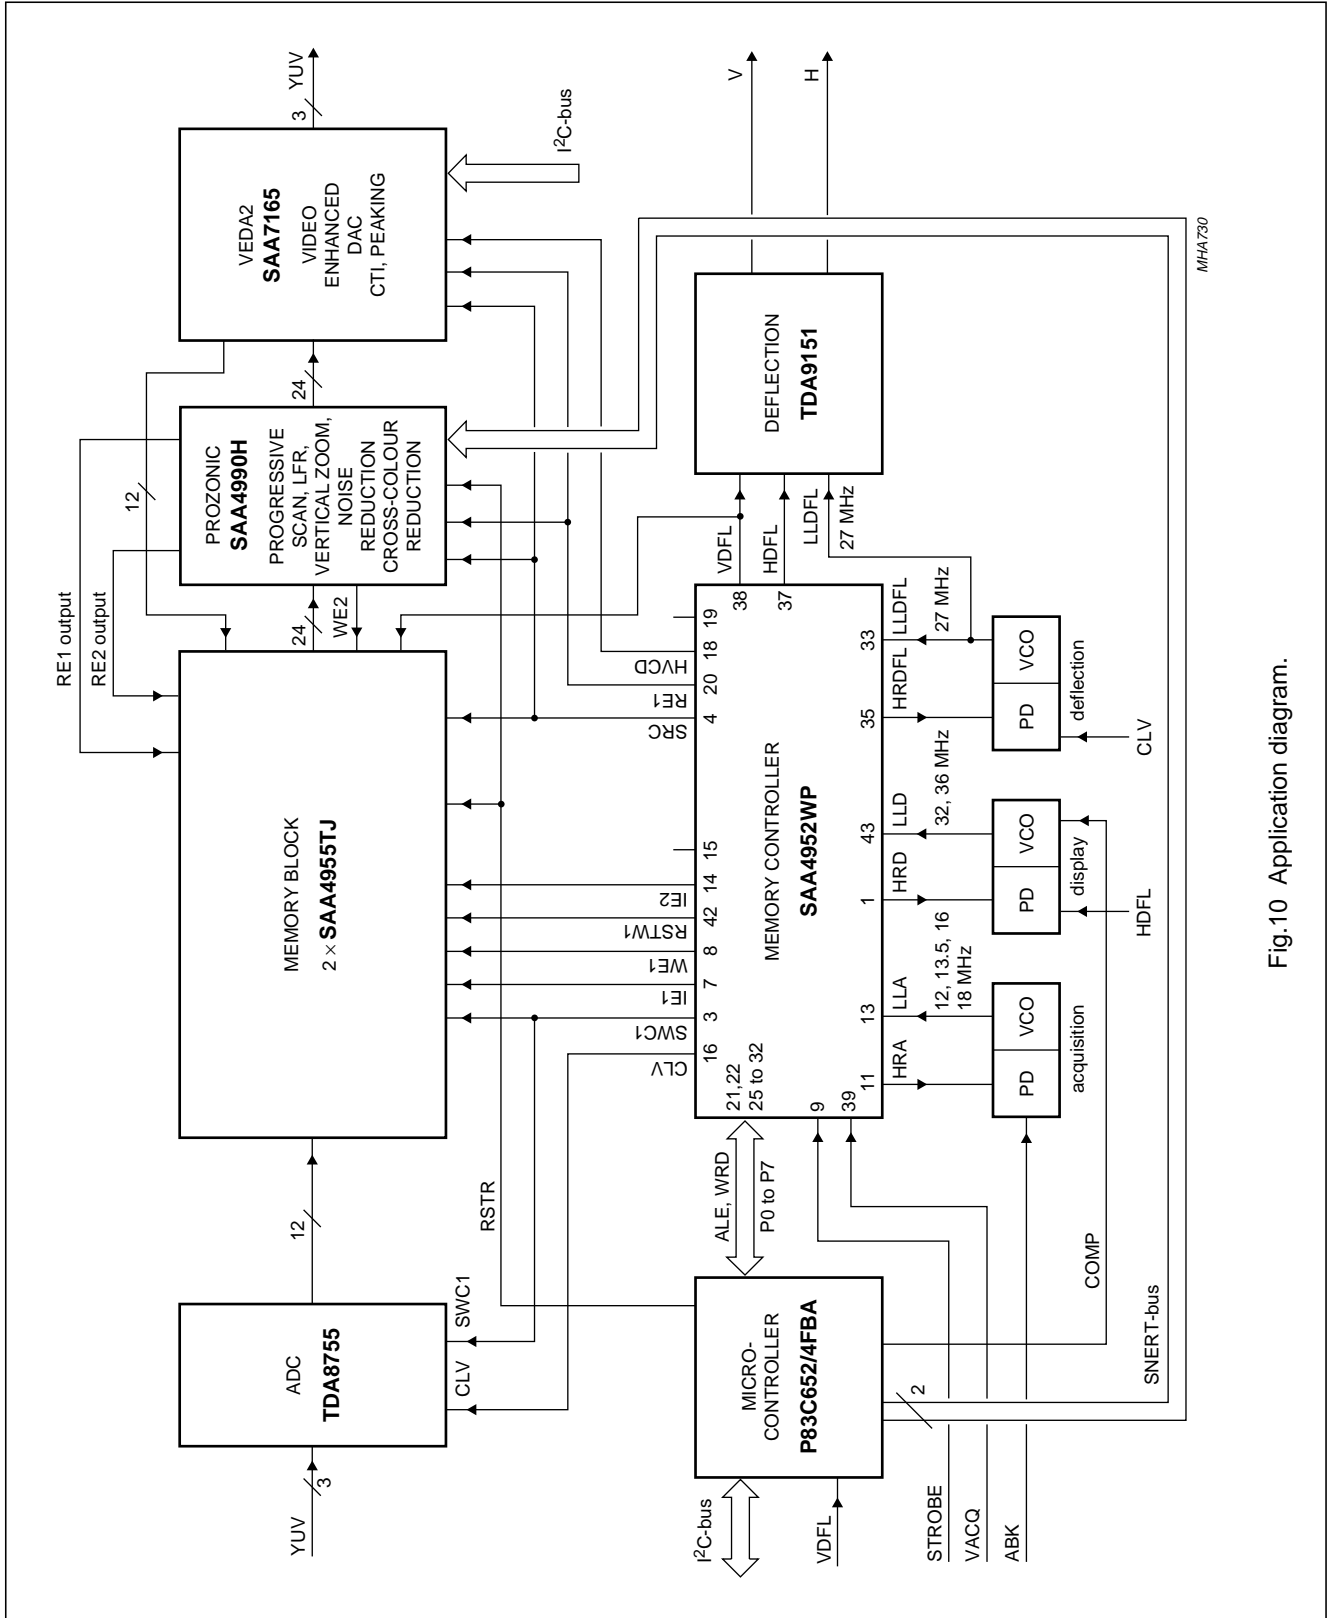 YUV
3
ADC
TDA8755
CLV
SWC1
12
MEMORY BLOCK
2 × SAA4955TJ
RE1 output
RE2 output
12
24
WE2
PROZONIC
SAA4990H
PROGRESSIVE
SCAN, LFR,
VERTICAL ZOOM,
NOISE
REDUCTION
CROSS-COLOUR
REDUCTION
24
VEDA2
SAA7165
VIDEO
ENHANCED
DAC
CTI, PEAKING
3
YUV
I2C-bus
RSTR
CLV
SWC1
IE1
WE1
RSTW1
IE2
SRC
RE1
HVCD
16
3
7
8
42
14
15
4
20
18
19
I2C-bus
VDFL
MICRO-
CONTROLLER
P83C652/4FBA
2
ALE, WRD
P0 to P7
21,22
25 to 32
9
39
MEMORY CONTROLLER
SAA4952WP
38
37
11
13
1
43
35
33
VDFL
HDFL
LLDFL
27 MHz
DEFLECTION
TDA9151
V
H
STROBE
VACQ
ABK
HRA
LLA
12, 13.5, 16
18 MHz
PD
VCO
acquisition
HRD
LLD
32, 36 MHz
PD
VCO
display
HDFL
HRDFL
LLDFL
27 MHz
PD
VCO
deflection
CLV
COMP
SNERT-bus
MHA730
Fig.10 Application diagram.